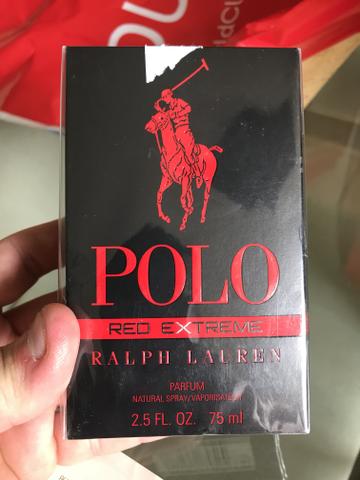 POLO
RED EXTREME
RALPH LAUREN
PARFUM
NATURAL SPRAY/VAPORISATEUR
2.5 FL. OZ. 75 ml